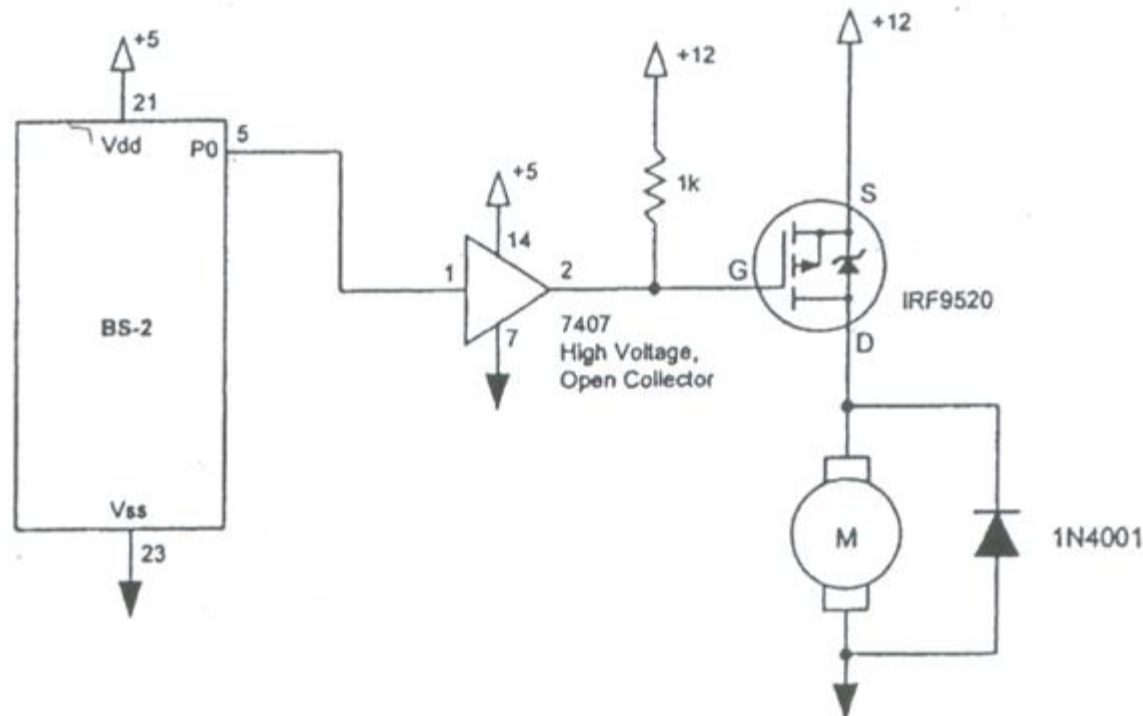 +5
21
Vdd
P0
5
BS-2
Vss
23
+5
14
1
2
7
7407
High Voltage,
Open Collector
+12
1k
+12
S
G
D
IRF9520
M
1N4001